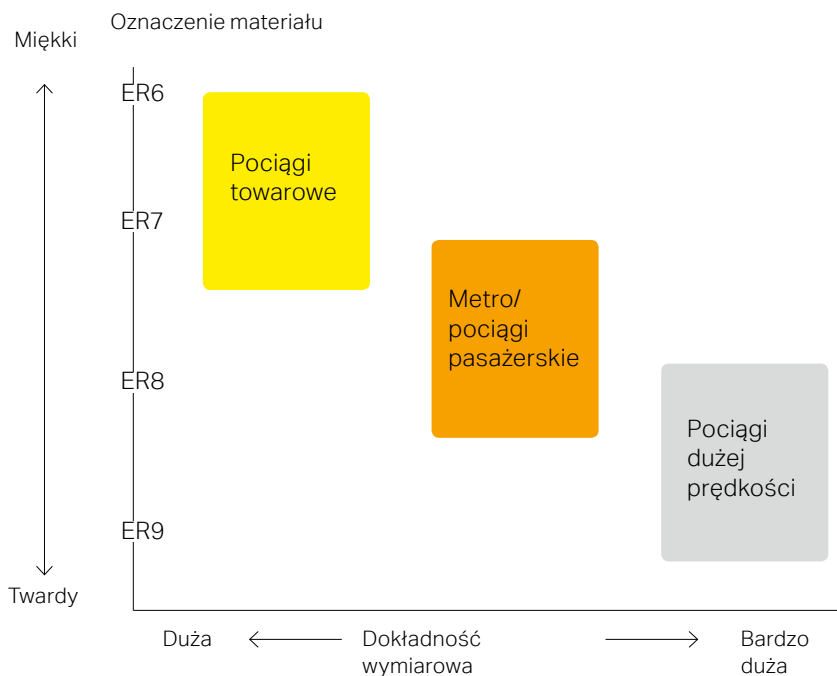 Oznaczenie materiału
Miękki
ER6
Pociągi
towarowe
ER7
Metro/
pociągi
pasażerskie
ER8
Pociągi
dużej
prędkości
ER9
Twardy
Duża
Dokładność
wymiarowa
Bardzo
duża